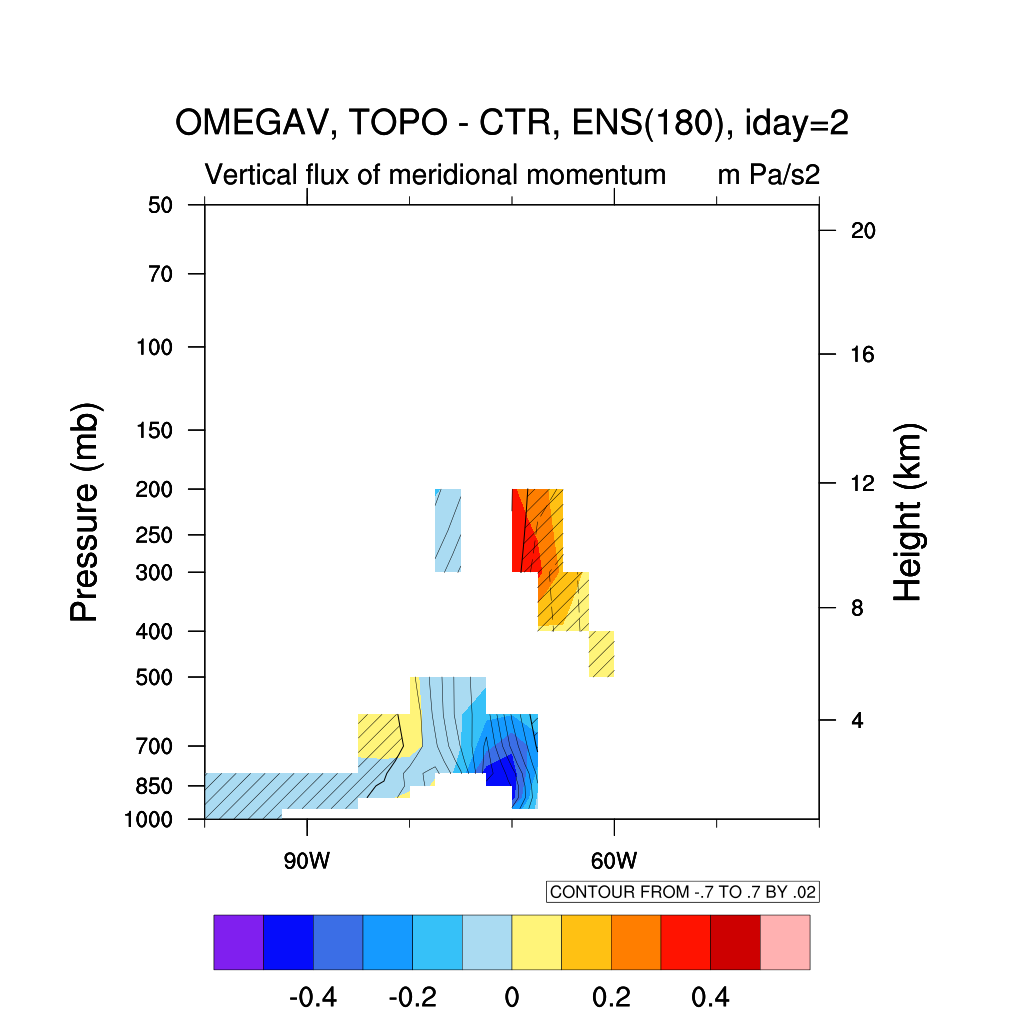 OMEGAV, TOPO - CTR, ENS(180), iday=2
Vertical flux of meridional momentum m Pa/s2
50
70
100
150
200
250
300
400
500
700
850
1000
Pressure (mb)
20
16
12
8
4
Height (km)
90W 60W
CONTOUR FROM -.7 TO .7 BY .02
-0.4 -0.2 0 0.2 0.4